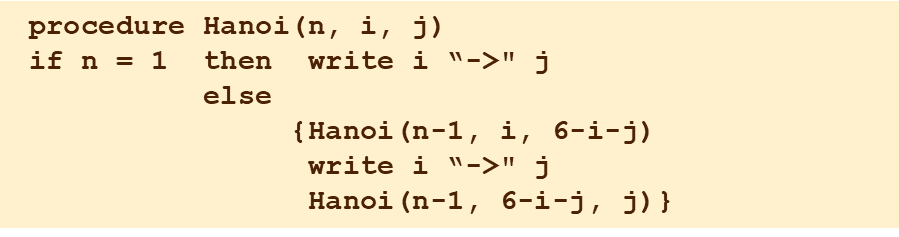 procedure Hanoi(n, i, j)
if n = 1  then  write i “->" j
          else
               {Hanoi(n-1, i, 6-i-j)
                write i “->" j
                Hanoi(n-1, 6-i-j, j)}